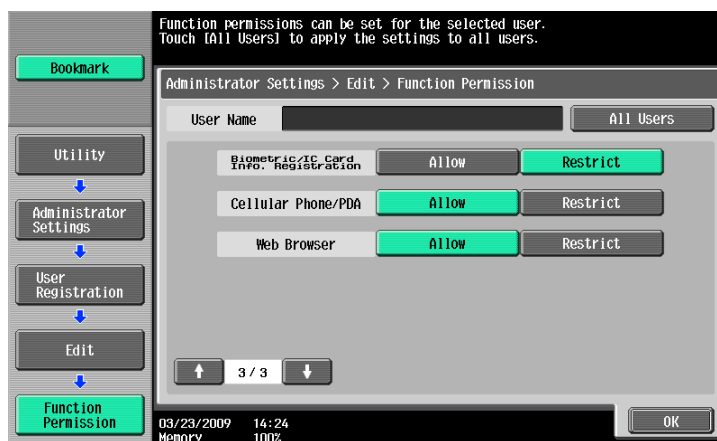 Function permissions can be set for the selected user.
Touch [All Users] to apply the settings to all users.
Bookmark
Administrator Settings > Edit > Function Permission
User Name
All Users
Utility
Administrator
Settings
User
Registration
Edit
Function
Permission
Biometric/IC Card
Info. Registration
Allow
Restrict
Cellular Phone/PDA
Allow
Restrict
Web Browser
Allow
Restrict
3/3
03/23/2009 14:24
Memory 100%
OK